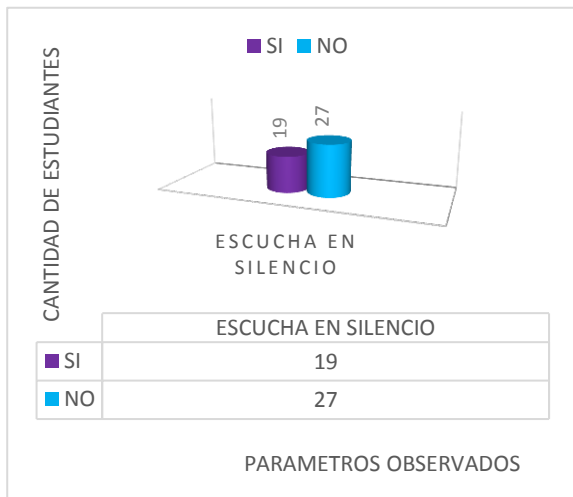 SI NO
CANTIDAD DE ESTUDIANTES
19
27
ESCUCHA EN
SILENCIO
ESCUCHA EN SILENCIO
SI 19
NO 27
PARAMETROS OBSERVADOS